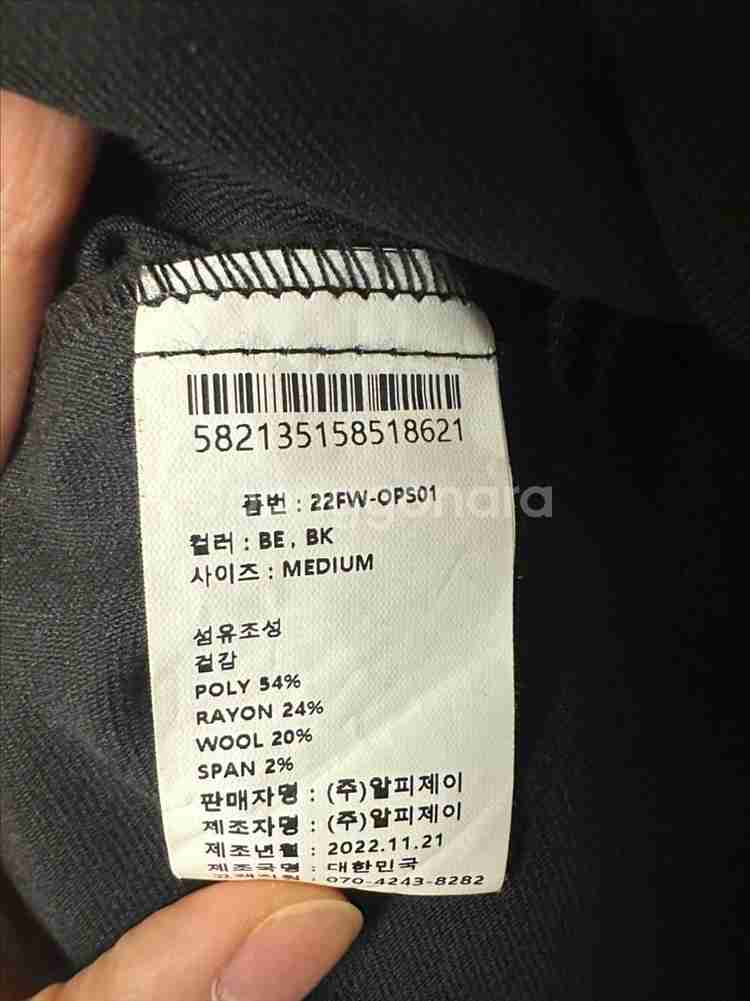 582135158518621
품번 : 22FW-OPS01
컬러 : BE, BK
사이즈 : MEDIUM
섬유조성
겉감
POLY 54%
RAYON 24%
WOOL 20%
SPAN 2%
판매자명 : (주)알피제이
제조자명 : (주)알피제이
제조년월 : 2022.11.21
제조국명 : 대한민국
070-4243-8282